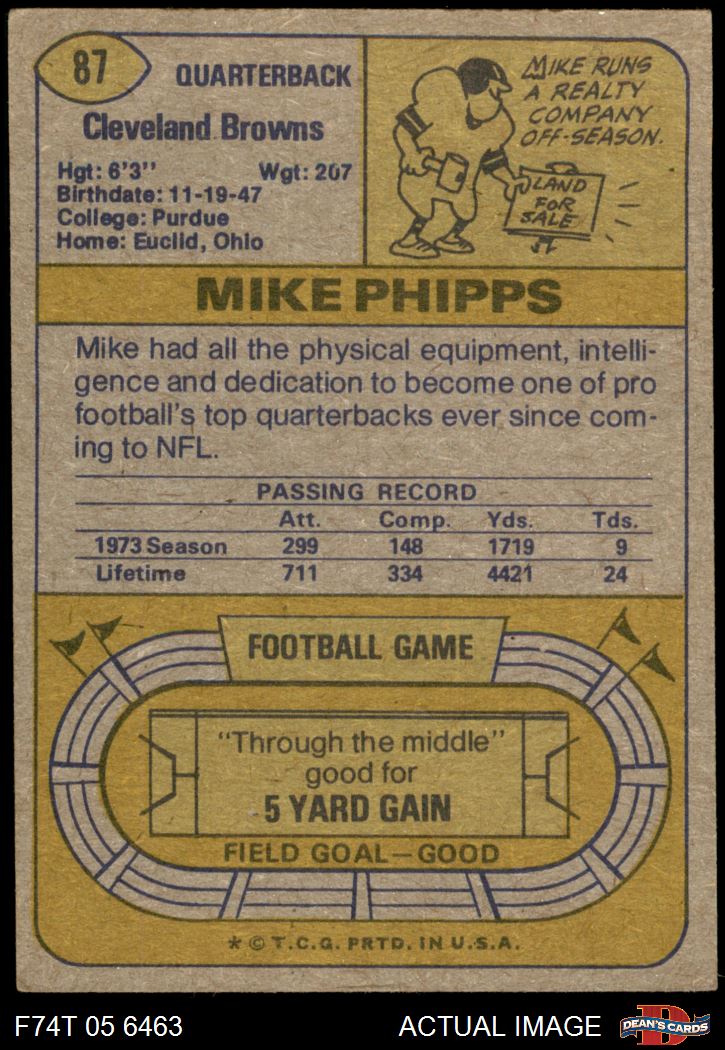 87
QUARTERBACK
Cleveland Browns
Hgt: 6'3" Wgt: 207
Birthdate: 11-19-47
College: Purdue
Home: Euclid, Ohio
MIKE RUNS
A REALTY
COMPANY
OFF-SEASON.
LAND
FOR
SALE
MIKE PHIPPS
Mike had all the physical equipment, intelli-
gence and dedication to become one of pro
football's top quarterbacks ever since com-
ing to NFL.
PASSING RECORD
Att. Comp. Yds. Tds.
1973 Season 299 148 1719 9
Lifetime 711 334 4421 24
FOOTBALL GAME
"Through the middle"
good for
5 YARD GAIN
FIELD GOAL—GOOD
* © T.C.G. PRTD. IN U.S.A.
F74T 05 6463 ACTUAL IMAGE
D
DEAN'S CARDS